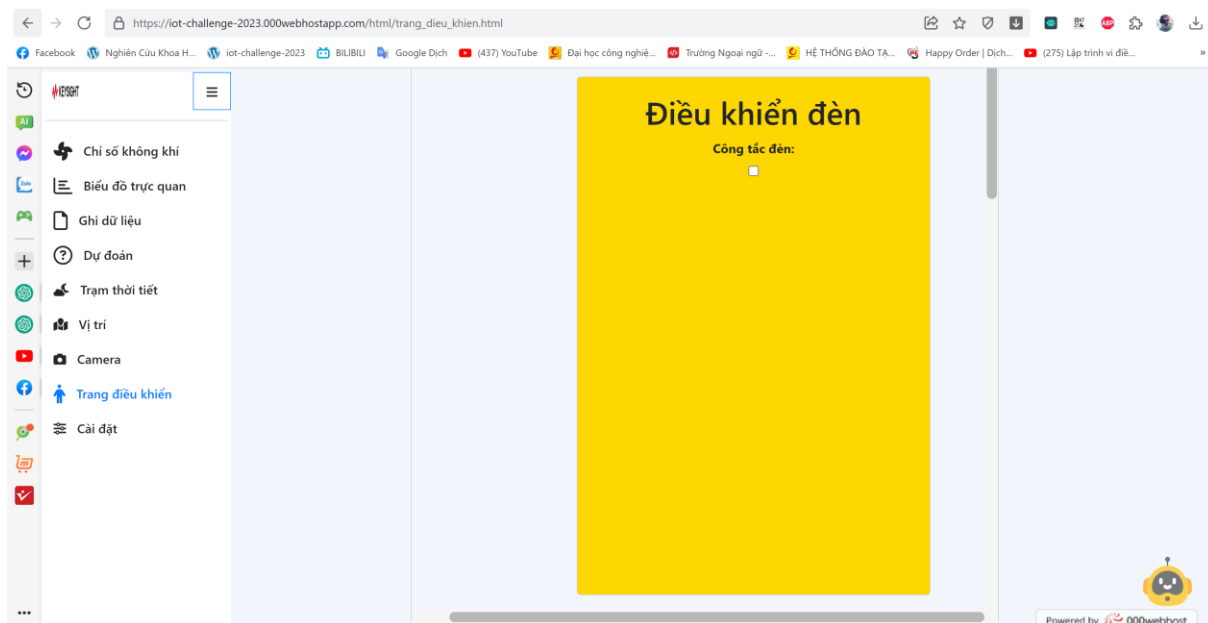 https://iot-challenge-2023.000webhostapp.com/html/trang_dieu_khien.html
Facebook Nghiên Cứu Khoa H... iot-challenge-2023 BILIBILI Google Dịch (437) YouTube Đại học công nghiệ... Trường Ngoại ngữ -... HỆ THỐNG ĐÀO TẠ... Happy Order | Dịch... (275) Lập trình vi điề... »
KEYSIGHT
Chỉ số không khí
Biểu đồ trực quan
Ghi dữ liệu
Dự đoán
Trạm thời tiết
Vị trí
Camera
Trang điều khiển
Cài đặt
Điều khiển đèn
Công tắc đèn:
AI
Zalo
ABP
Powered by 000webhost